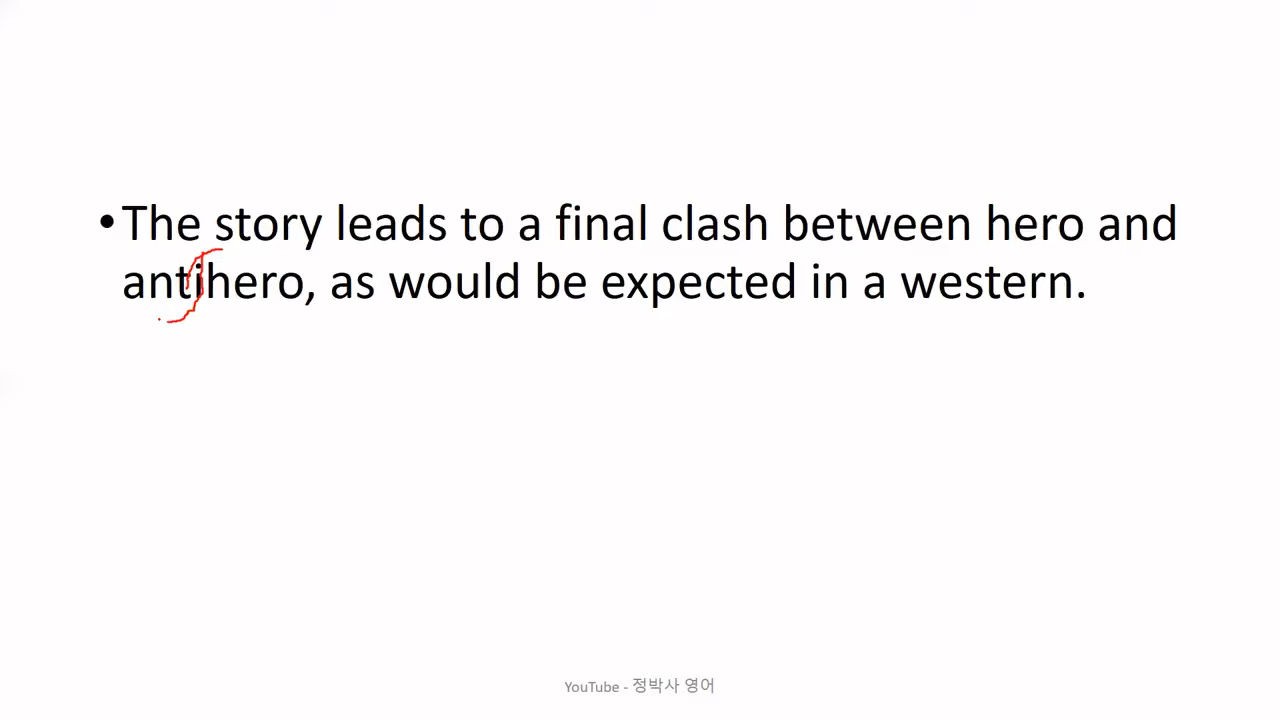 •The story leads to a final clash between hero and
antihero, as would be expected in a western.
YouTube - 정박사 영어